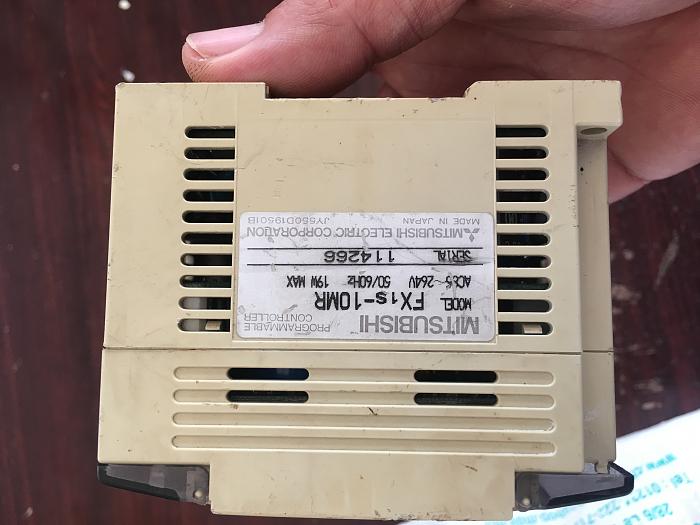 MITSUBISHI
PROGRAMMABLE
CONTROLLER
MODEL FX1s-10MR
AC85~264V 50/60Hz 19W MAX
SERIAL 114266
MITSUBISHI ELECTRIC CORPORATION
MADE IN JAPAN JY550D19501B